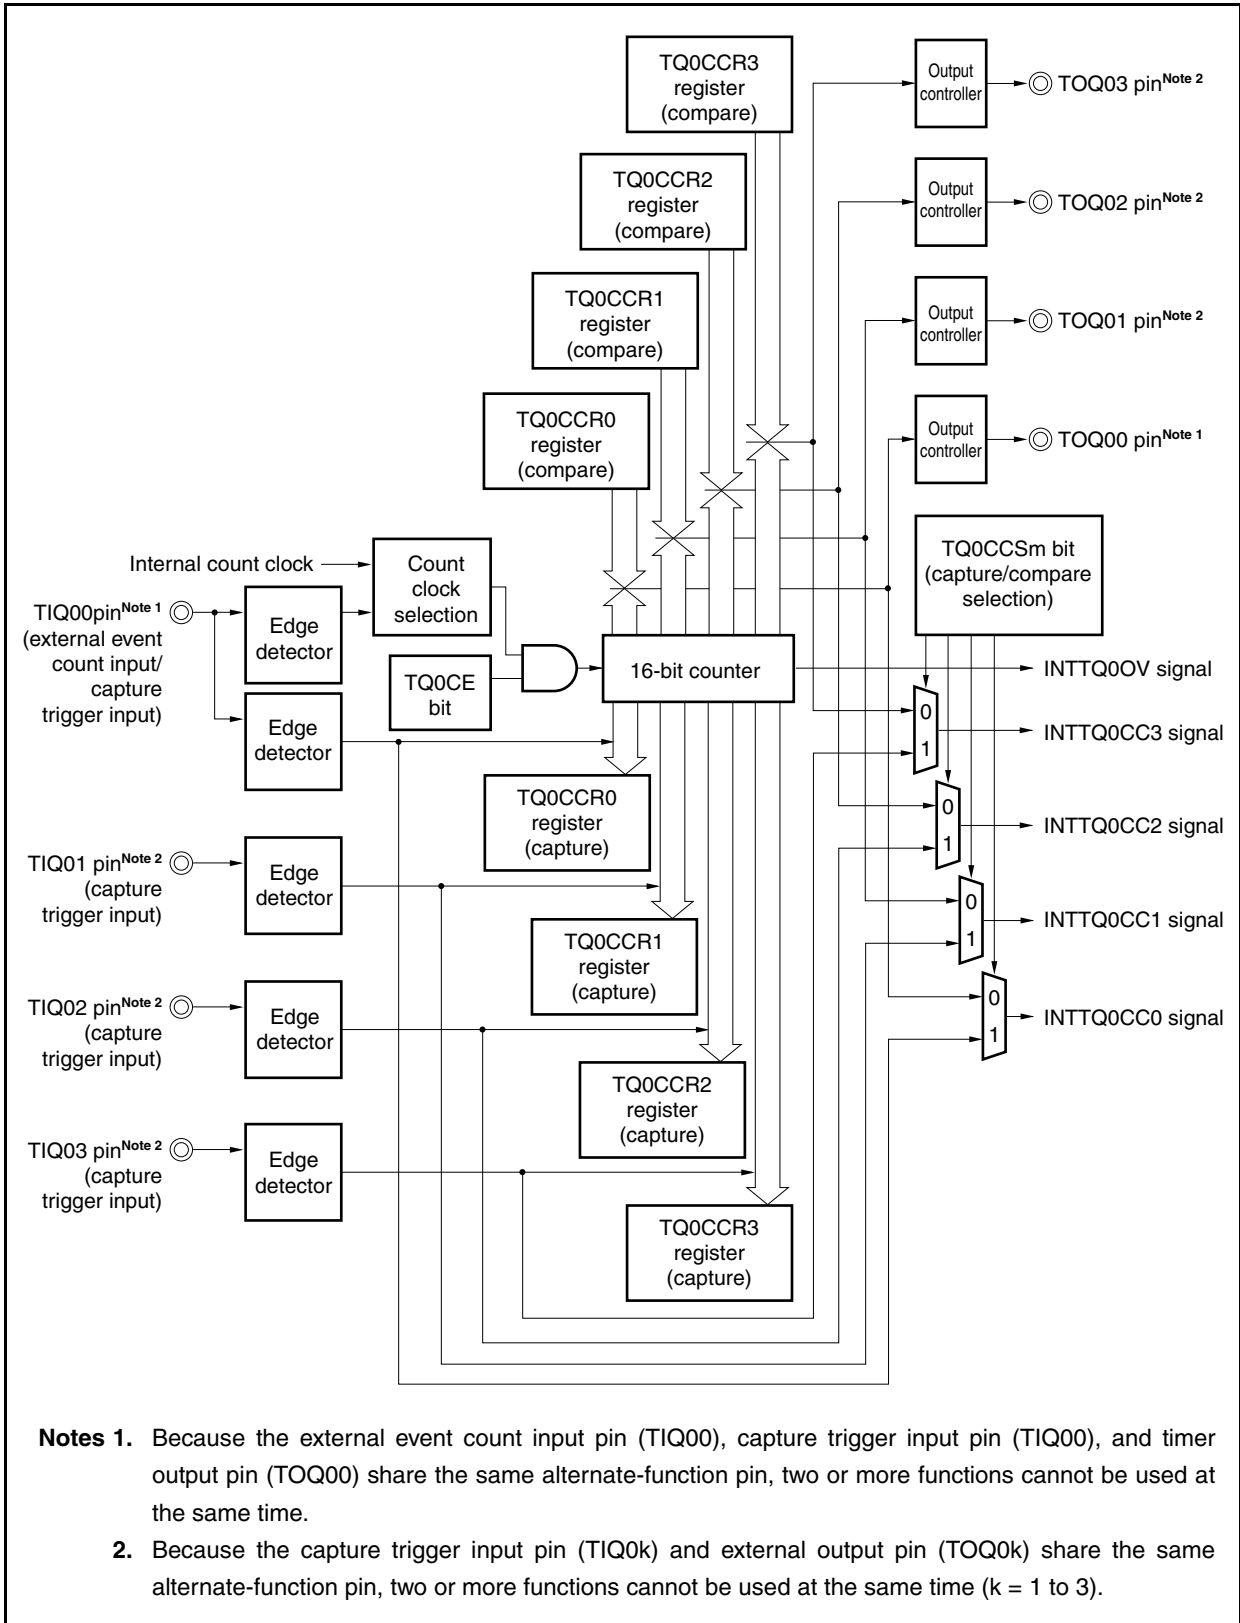 TQ0CCR3
register
(compare)
Output
controller
TOQ03 pinNote 2
TQ0CCR2
register
(compare)
Output
controller
TOQ02 pinNote 2
TQ0CCR1
register
(compare)
Output
controller
TOQ01 pinNote 2
TQ0CCR0
register
(compare)
Output
controller
TOQ00 pinNote 1
Internal count clock
Count
clock
selection
TQ0CCSm bit
(capture/compare
selection)
TIQ00pinNote 1
(external event
count input/
capture
trigger input)
Edge
detector
TQ0CE
bit
16-bit counter
INTTQ0OV signal
Edge
detector
0
1
INTTQ0CC3 signal
TQ0CCR0
register
(capture)
0
1
INTTQ0CC2 signal
TIQ01 pinNote 2
(capture
trigger input)
Edge
detector
0
1
INTTQ0CC1 signal
TQ0CCR1
register
(capture)
TIQ02 pinNote 2
(capture
trigger input)
Edge
detector
0
1
INTTQ0CC0 signal
TQ0CCR2
register
(capture)
TIQ03 pinNote 2
(capture
trigger input)
Edge
detector
TQ0CCR3
register
(capture)
Notes 1. Because the external event count input pin (TIQ00), capture trigger input pin (TIQ00), and timer
output pin (TOQ00) share the same alternate-function pin, two or more functions cannot be used at
the same time.
2. Because the capture trigger input pin (TIQ0k) and external output pin (TOQ0k) share the same
alternate-function pin, two or more functions cannot be used at the same time (k = 1 to 3).